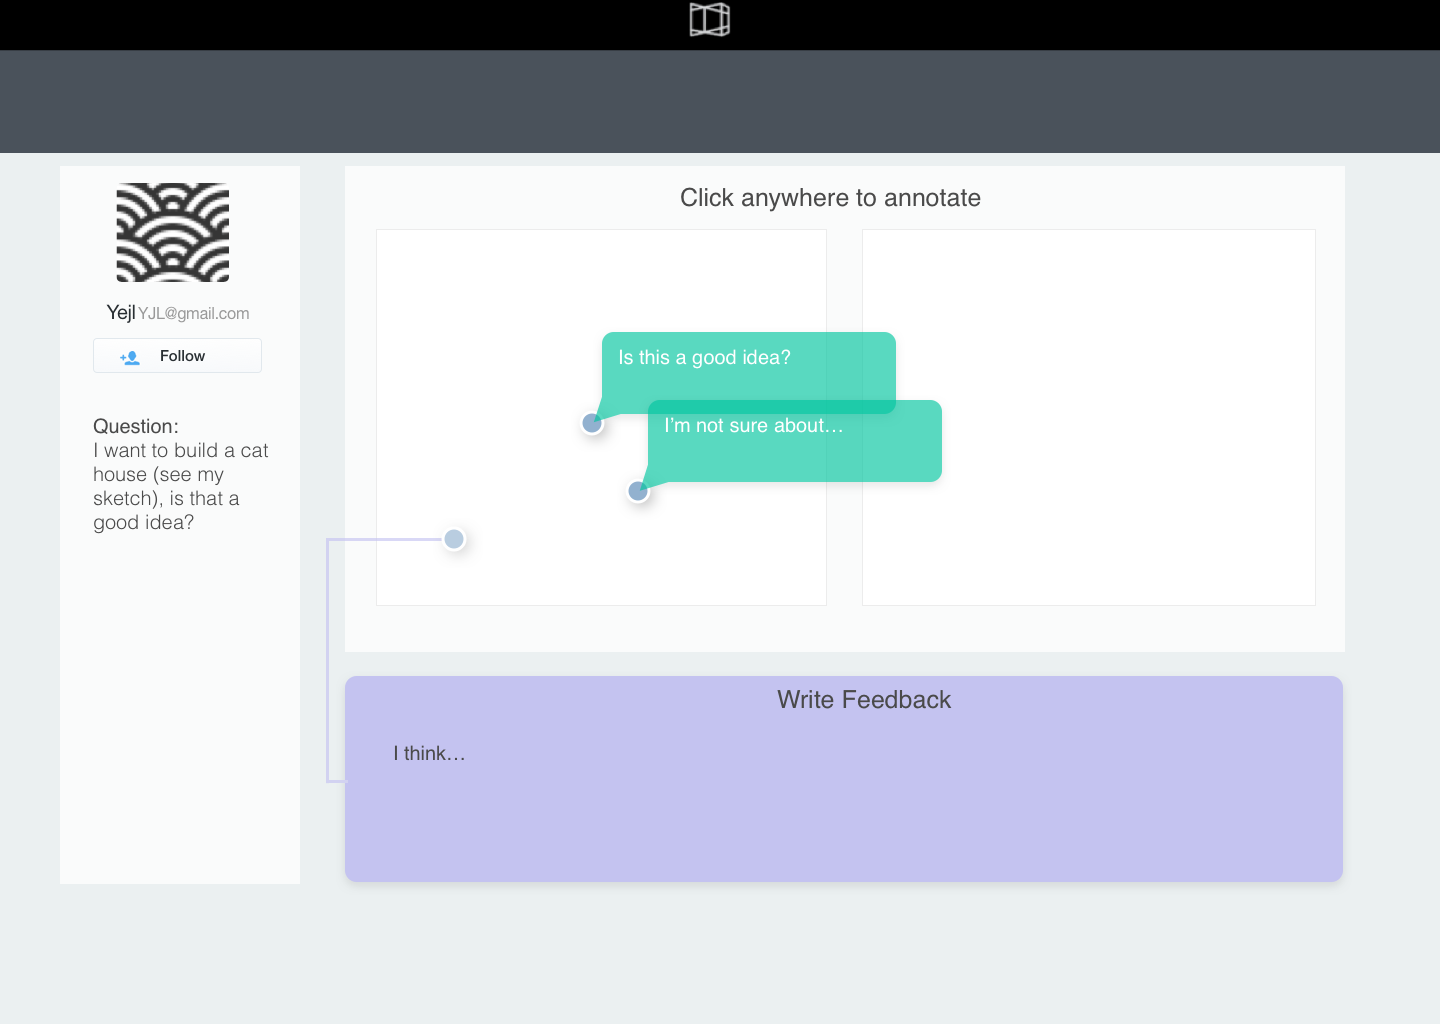 Yejl YJL@gmail.com
Follow
Question:
I want to build a cat
house (see my
sketch), is that a
good idea?
Click anywhere to annotate
Is this a good idea?
I'm not sure about…
Write Feedback
I think…